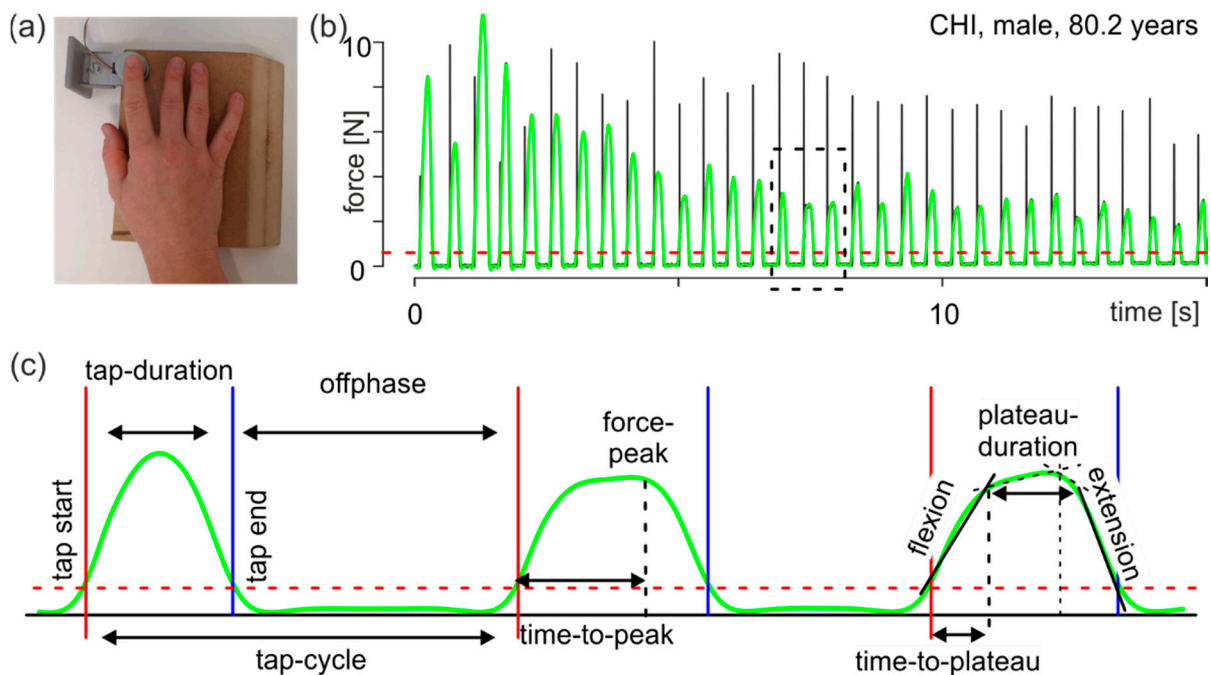 (a)
(b)
CHI, male, 80.2 years
10
force [N]
0
0
10
time [s]
(c)
tap-duration
offphase
force-
peak
plateau-
duration
tap start
tap end
flexion
extension
time-to-peak
tap-cycle
time-to-plateau